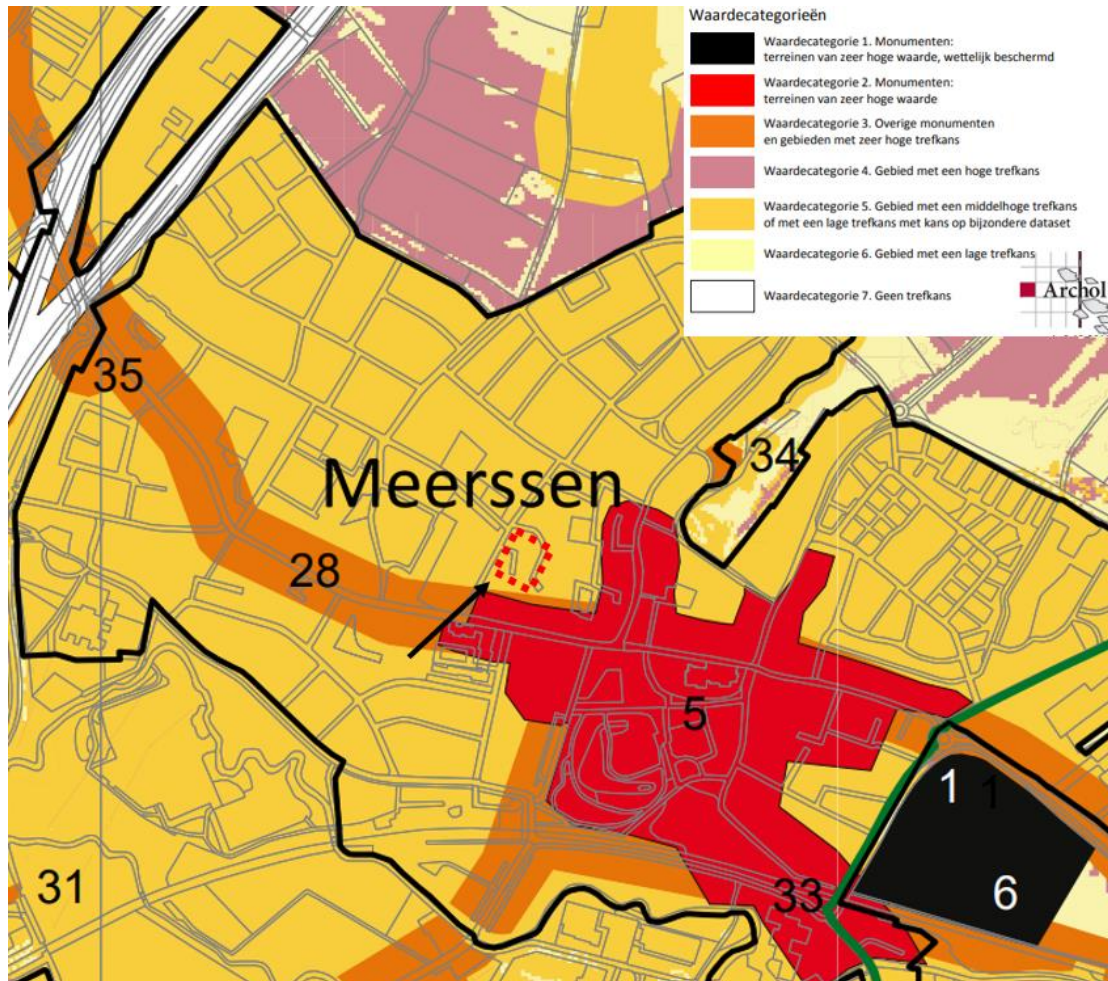 Waardecategorieën
Waardecategorie 1. Monumenten:
terreinen van zeer hoge waarde, wettelijk beschermd
Waardecategorie 2. Monumenten:
terreinen van zeer hoge waarde
Waardecategorie 3. Overige monumenten
en gebieden met zeer hoge trefkans
Waardecategorie 4. Gebied met een hoge trefkans
Waardecategorie 5. Gebied met een middelhoge trefkans
of met een lage trefkans met kans op bijzondere dataset
Waardecategorie 6. Gebied met een lage trefkans
Waardecategorie 7. Geen trefkans
Archol
35
34
Meerssen
28
5
1 1
31
33
6